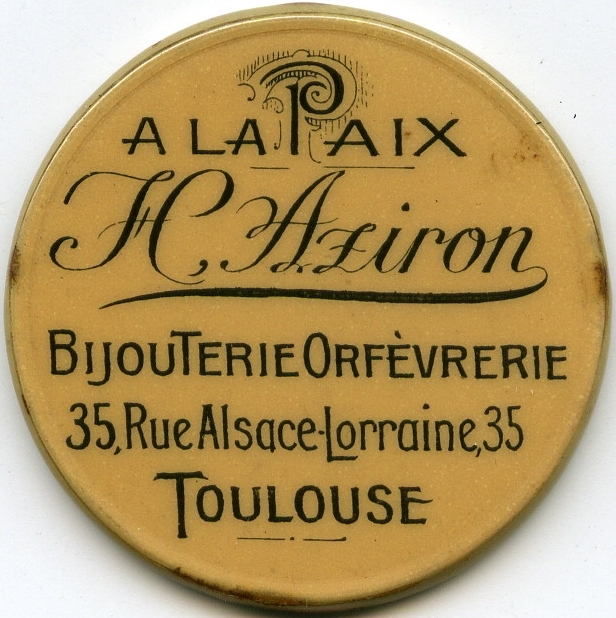 A LA PAIX
H. Aziron
BIJOUTERIE ORFÈVRERIE
35, Rue Alsace-Lorraine, 35
TOULOUSE